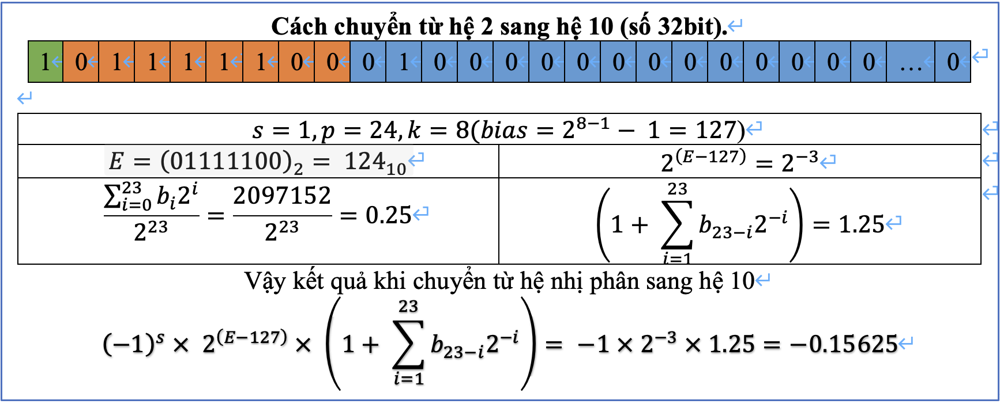 Cách chuyển từ hệ 2 sang hệ 10 (số 32bit).↵
1↵ 0↵ 1↵ 1↵ 1↵ 1↵ 1↵ 0↵ 0↵ 0↵ 1↵ 0↵ 0↵ 0↵ 0↵ 0↵ 0↵ 0↵ 0↵ 0↵ 0↵ 0↵ 0↵ 0↵ …↵ 0↵ ↵
↵
s = 1, p = 24, k = 8(bias = 2^{8−1} − 1 = 127)↵ ↵
E = (01111100)_2 = 124_{10}↵ 2^{(E−127)} = 2^{−3}↵ ↵
\frac{\sum_{i=0}^{23} b_i 2^i}{2^{23}} = \frac{2097152}{2^{23}} = 0.25↵ \left(1 + \sum_{i=1}^{23} b_{23−i} 2^{−i}\right) = 1.25↵ ↵
Vậy kết quả khi chuyển từ hệ nhị phân sang hệ 10↵
(−1)^s × 2^{(E−127)} × \left(1 + \sum_{i=1}^{23} b_{23−i} 2^{−i}\right) = −1 × 2^{−3} × 1.25 = −0.15625↵